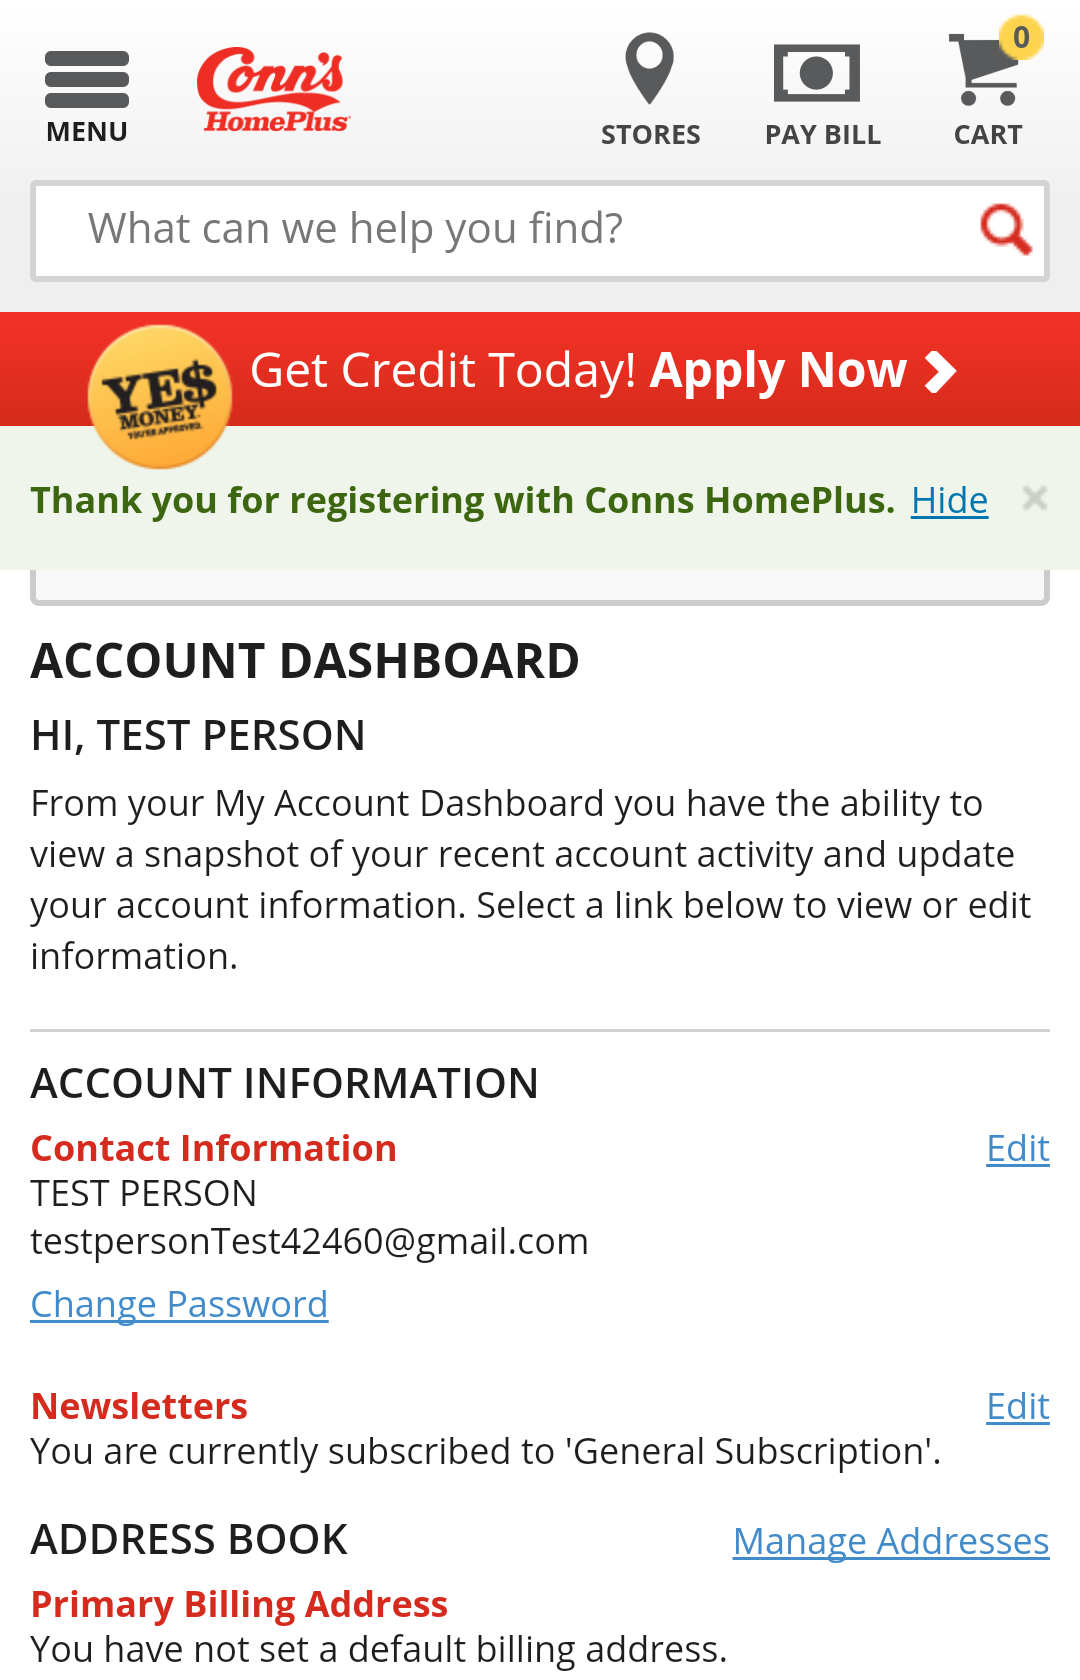 0
MENU
Conn's
HomePlus
STORES
PAY BILL
CART
What can we help you find?
YE$
MONEY
YOU'RE APPROVED.
Get Credit Today! Apply Now
Thank you for registering with Conns HomePlus. Hide
ACCOUNT DASHBOARD
HI, TEST PERSON
From your My Account Dashboard you have the ability to
view a snapshot of your recent account activity and update
your account information. Select a link below to view or edit
information.
ACCOUNT INFORMATION
Contact Information Edit
TEST PERSON
testpersonTest42460@gmail.com
Change Password
Newsletters Edit
You are currently subscribed to 'General Subscription'.
ADDRESS BOOK Manage Addresses
Primary Billing Address
You have not set a default billing address.